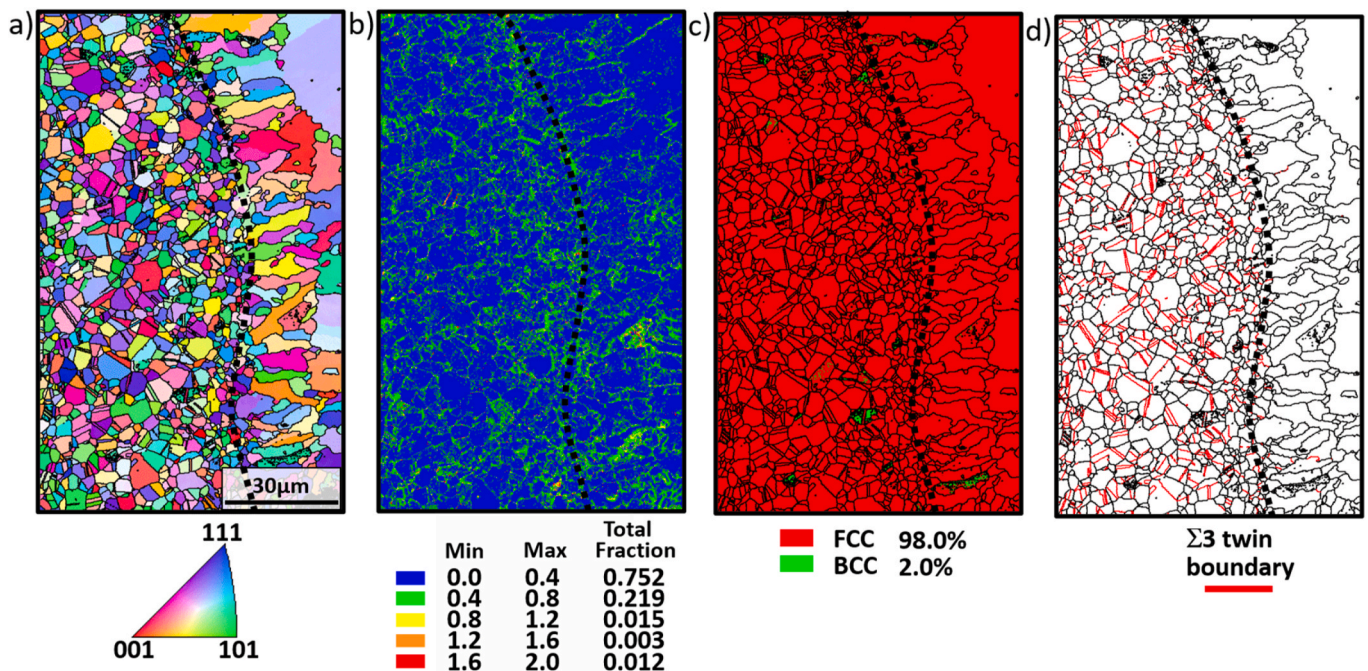 a)
b)
c)
d)
30μm
111
001 101
Total
Min Max Fraction
0.0 0.4 0.752
0.4 0.8 0.219
0.8 1.2 0.015
1.2 1.6 0.003
1.6 2.0 0.012
FCC 98.0%
BCC 2.0%
Σ3 twin
boundary